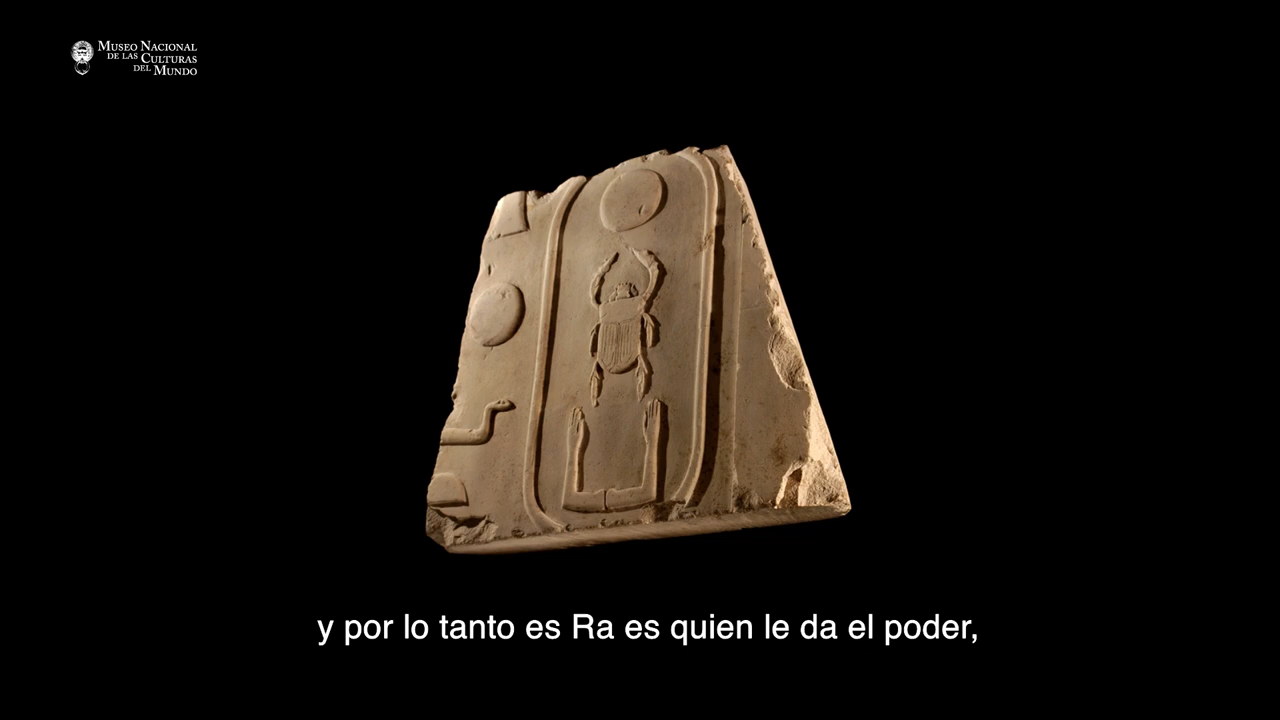 MUSEO NACIONAL
DE LAS CULTURAS
DEL MUNDO
y por lo tanto es Ra es quien le da el poder,